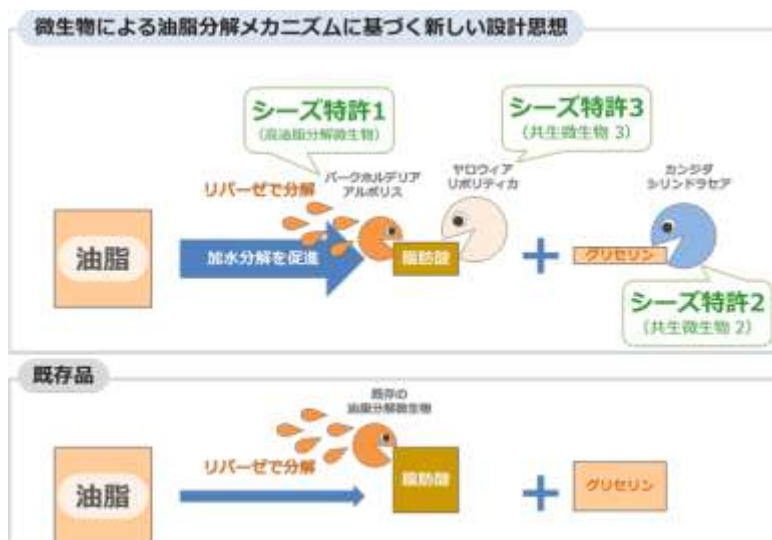 微生物による油脂分解メカニズムに基づく新しい設計思想
シーズ特許1
(高油脂分解微生物)
シーズ特許3
(共生微生物 3)
リパーゼで分解
バークホルデリア
アルボリス
ヤロウィア
リポリティカ
カンジダ
シリンドラセア
油脂
加水分解を促進
脂肪酸
+
グリセリン
シーズ特許2
(共生微生物 2)
既存品
既存の
油脂分解微生物
リパーゼで分解
油脂
脂肪酸
+
グリセリン